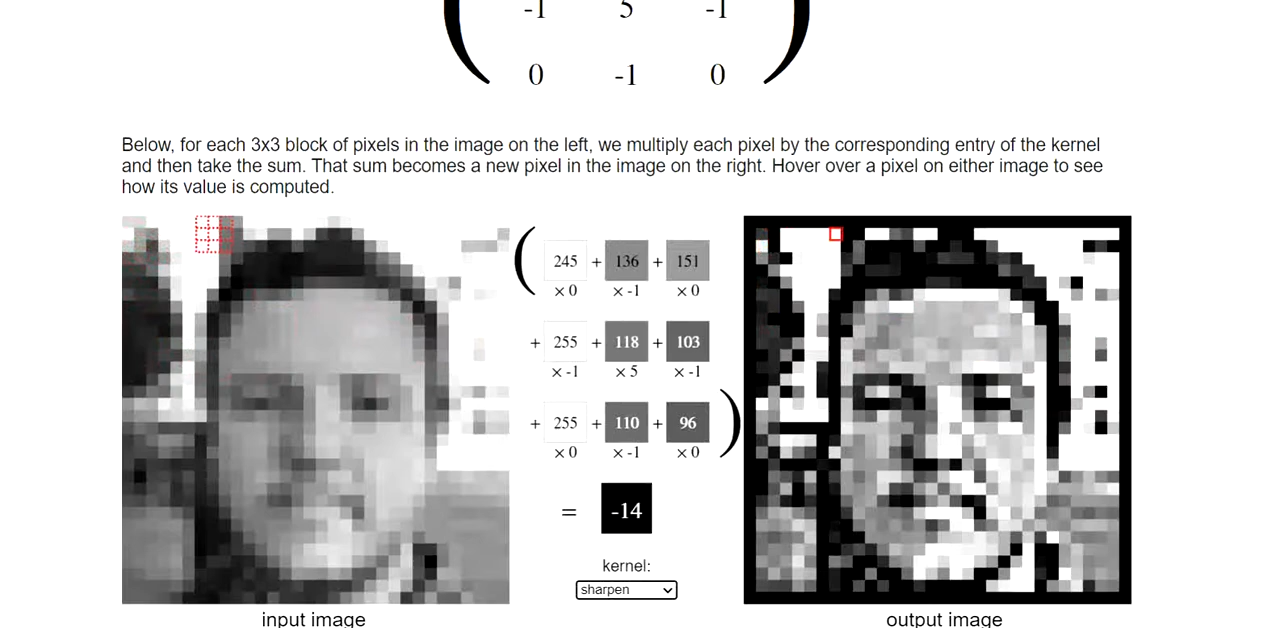 -1 5 -1
0 -1 0
Below, for each 3x3 block of pixels in the image on the left, we multiply each pixel by the corresponding entry of the kernel
and then take the sum. That sum becomes a new pixel in the image on the right. Hover over a pixel on either image to see
how its value is computed.
( 245 + 136 + 151
×0 ×-1 ×0
+ 255 + 118 + 103
×-1 ×5 ×-1
+ 255 + 110 + 96 )
×0 ×-1 ×0
= -14
kernel:
sharpen
input image
output image